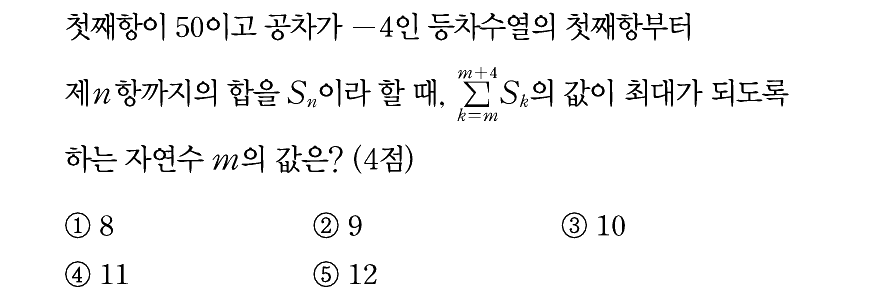 첫째항이 50이고 공차가 −4인 등차수열의 첫째항부터
제n항까지의 합을 Sₙ이라 할 때, \sum_{k=m}^{m+4} S_k의 값이 최대가 되도록
하는 자연수 m의 값은? (4점)
① 8 ② 9 ③ 10
④ 11 ⑤ 12